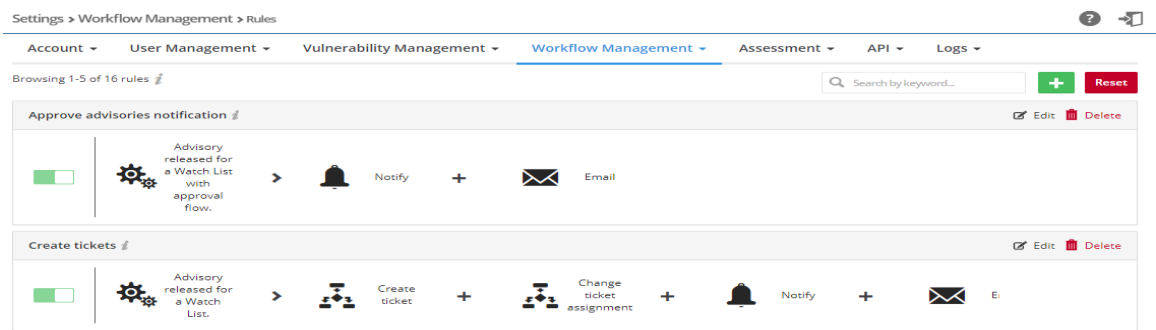 Settings > Workflow Management > Rules
Account User Management Vulnerability Management Workflow Management Assessment API Logs
Browsing 1-5 of 16 rules i
Search by keyword...
+ Reset
Approve advisories notification i
Edit Delete
Advisory
released for
a Watch List
with
approval
flow.
> Notify + Email
Create tickets i
Edit Delete
Advisory
released for
a Watch
List.
> Create
ticket
+ Change
ticket
assignment
+ Notify +